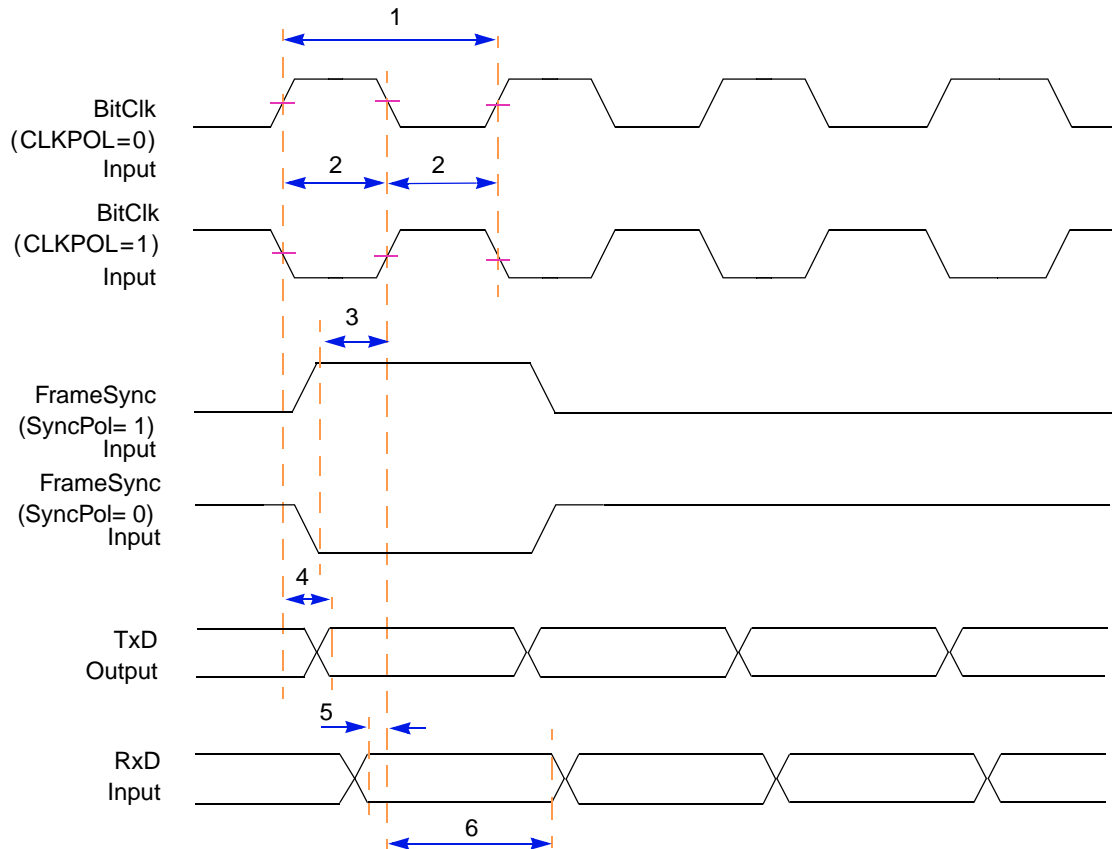 1
BitClk
(CLKPOL=0)
Input
2 2
BitClk
(CLKPOL=1)
Input
3
FrameSync
(SyncPol= 1)
Input
FrameSync
(SyncPol= 0)
Input
4
TxD
Output
5
RxD
Input
6